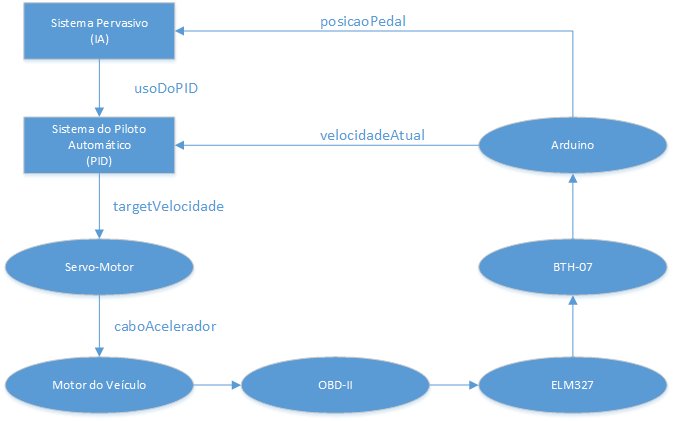 Sistema Pervasivo
(IA)
posicaoPedal
usoDoPID
Sistema do Piloto
Automático
(PID)
velocidadeAtual
Arduino
targetVelocidade
Servo-Motor
BTH-07
caboAcelerador
Motor do Veículo
OBD-II
ELM327